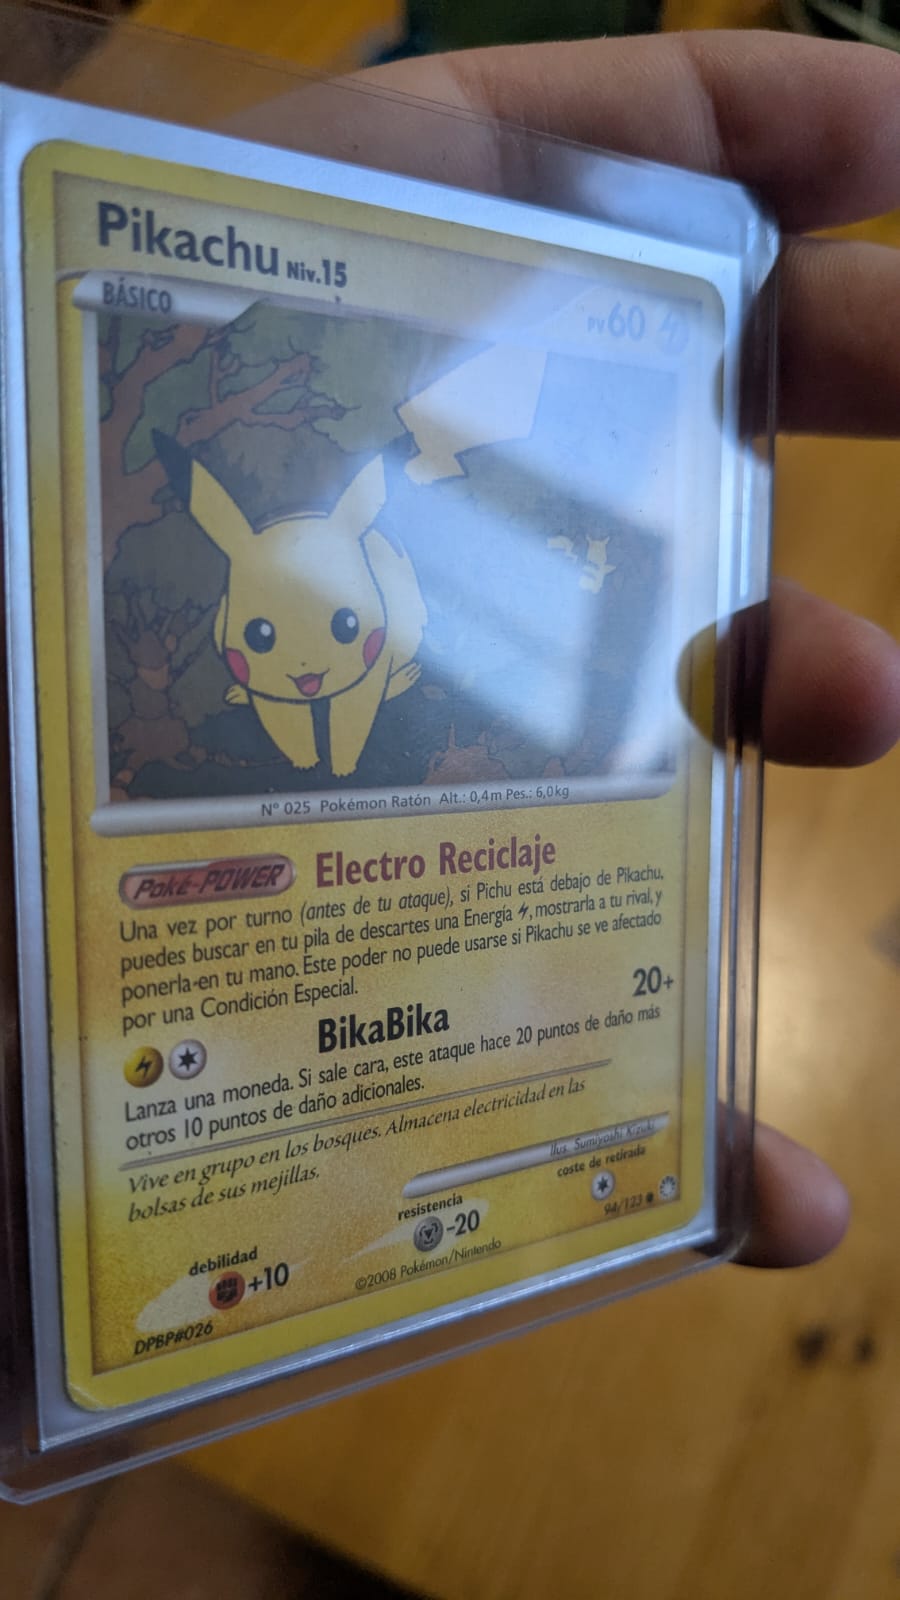 Pikachu Niv.15
BÁSICO
PV 60
Nº 025 Pokémon Ratón Alt.: 0,4m Pes.: 6,0kg
Poké-POWER Electro Reciclaje
Una vez por turno (antes de tu ataque), si Pichu está debajo de Pikachu,
puedes buscar en tu pila de descartes una Energía, mostrarla a tu rival, y
ponerla en tu mano. Este poder no puede usarse si Pikachu se ve afectado
por una Condición Especial.
BikaBika 20+
Lanza una moneda. Si sale cara, este ataque hace 20 puntos de daño más
otros 10 puntos de daño adicionales.
Vive en grupo en los bosques. Almacena electricidad en las
bolsas de sus mejillas.
Ilus. Sumiyoshi Kizuki
debilidad
+10
resistencia
-20
coste de retirada
94/123
©2008 Pokémon/Nintendo
DPBP#026